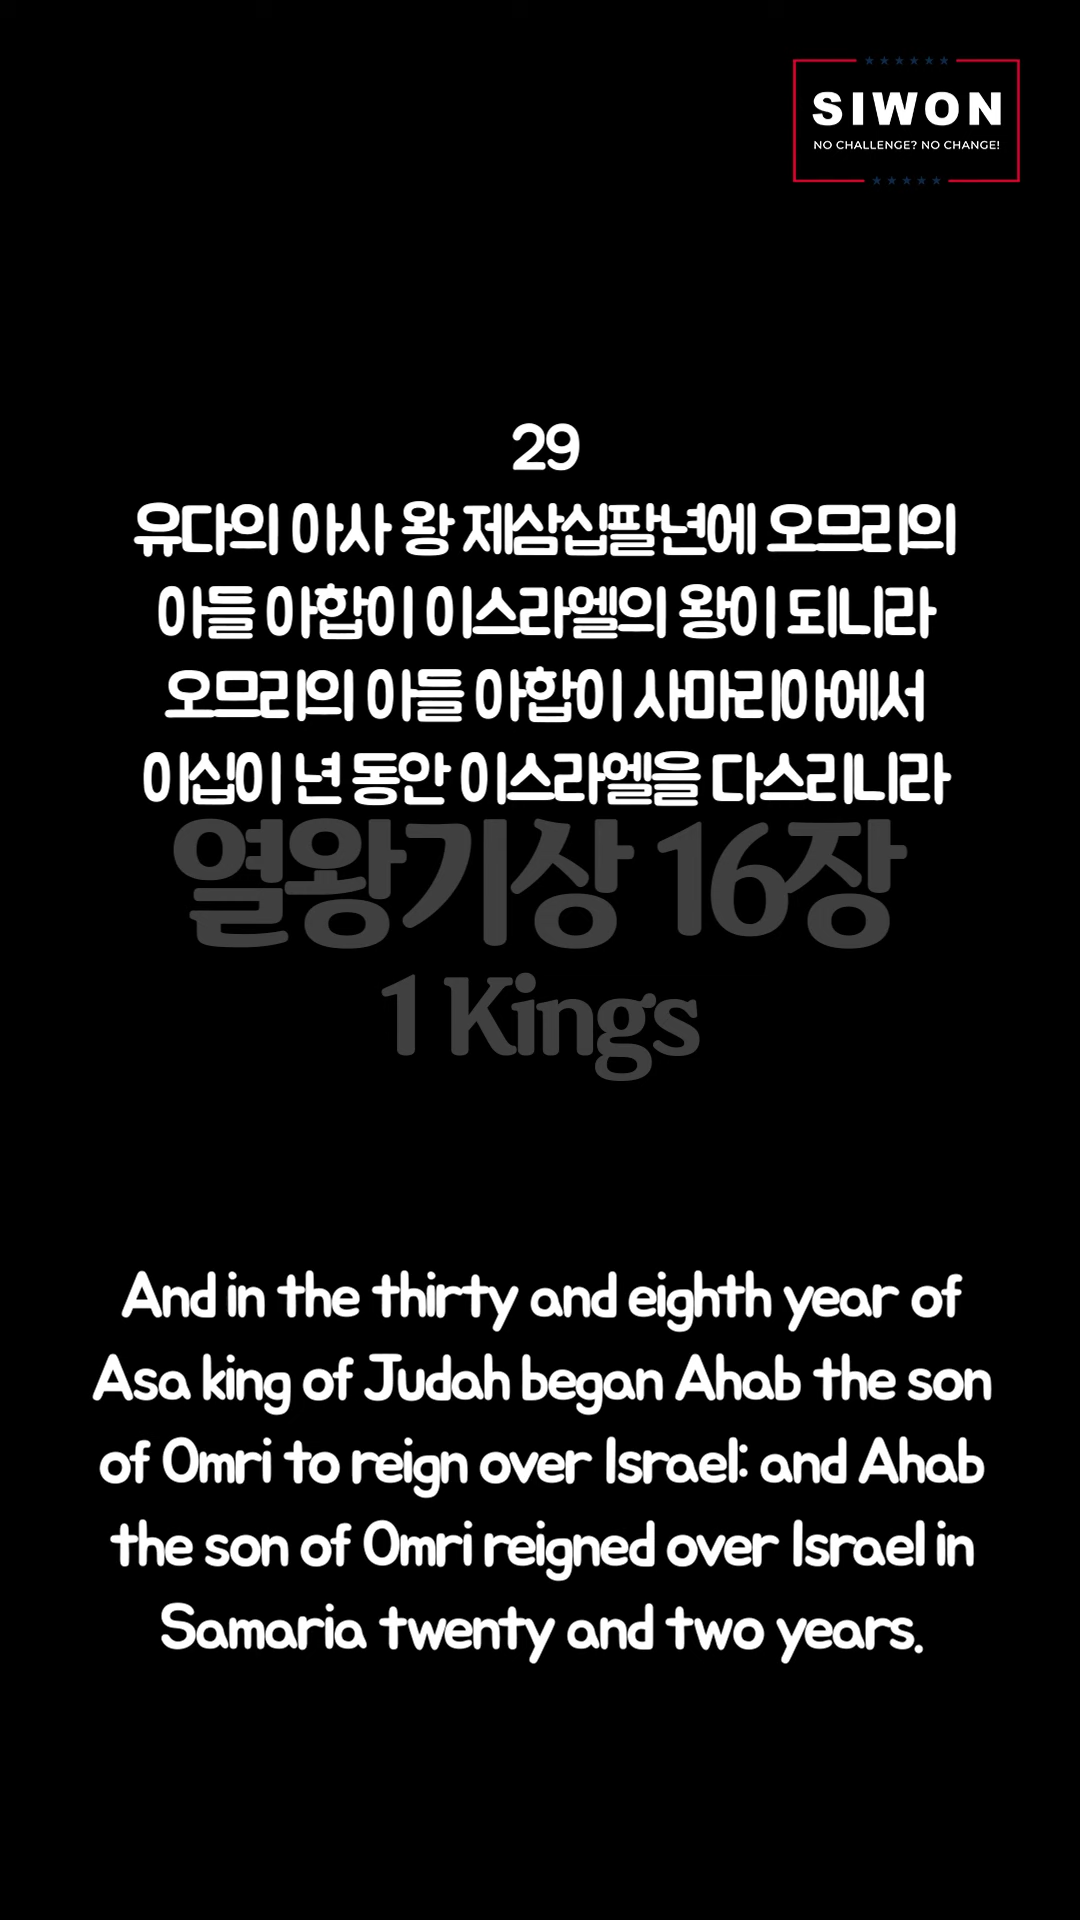 SIWON
NO CHALLENGE? NO CHANGE!
29
유다의 아사 왕 제삼십팔년에 오므리의
아들 아합이 이스라엘의 왕이 되니라
오므리의 아들 아합이 사마리아에서
이십이 년 동안 이스라엘을 다스리니라
열왕기상 16장
1 Kings
And in the thirty and eighth year of
Asa king of Judah began Ahab the son
of Omri to reign over Israel: and Ahab
the son of Omri reigned over Israel in
Samaria twenty and two years.